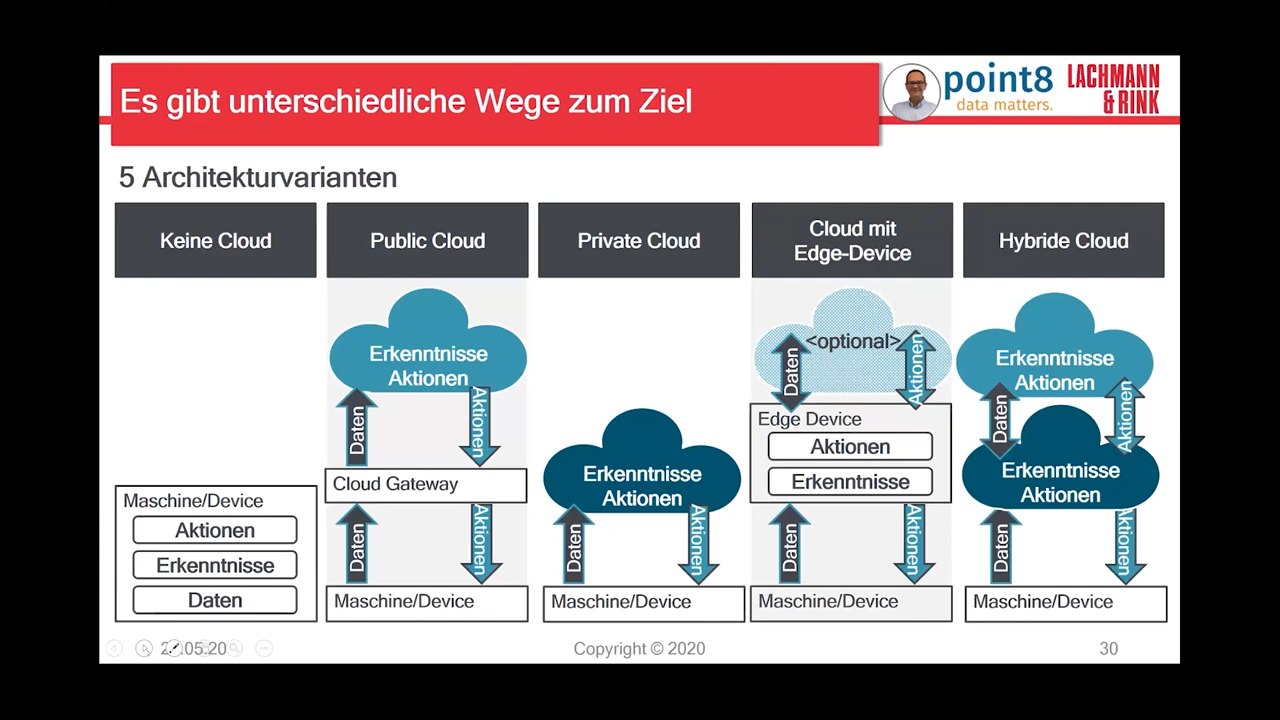 Es gibt unterschiedliche Wege zum Ziel
point8
data matters.
LACHMANN
& RINK
5 Architekturvarianten
Keine Cloud
Maschine/Device
Aktionen
Erkenntnisse
Daten
Public Cloud
Erkenntnisse
Aktionen
Daten
Aktionen
Cloud Gateway
Daten
Aktionen
Maschine/Device
Private Cloud
Erkenntnisse
Aktionen
Daten
Aktionen
Maschine/Device
Cloud mit
Edge-Device
<optional>
Daten
Aktionen
Edge Device
Aktionen
Erkenntnisse
Daten
Aktionen
Maschine/Device
Hybride Cloud
Erkenntnisse
Aktionen
Daten
Aktionen
Erkenntnisse
Aktionen
Daten
Aktionen
Maschine/Device
Copyright © 2020
30